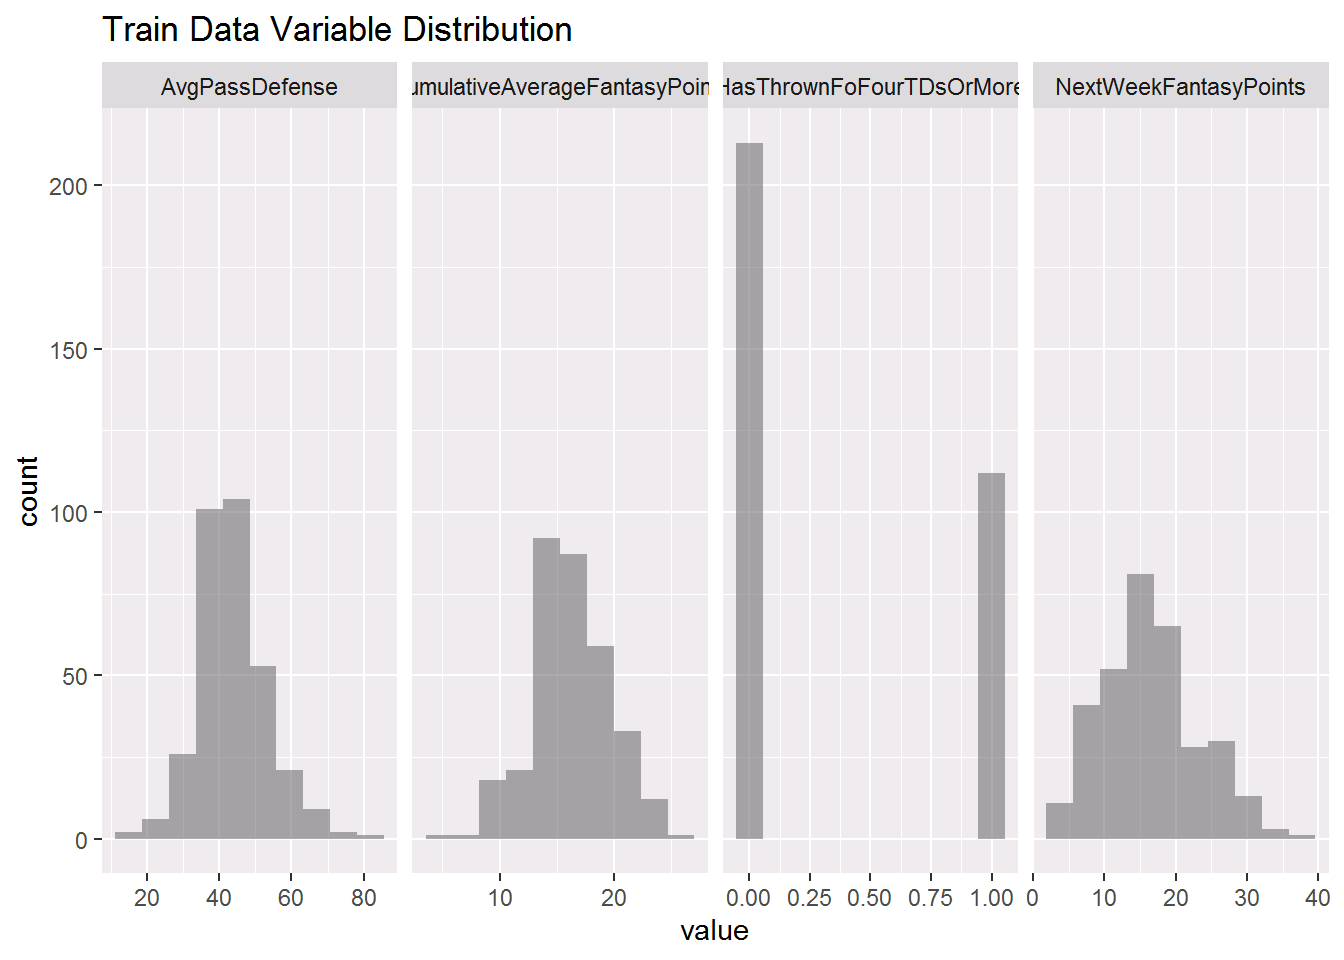 Train Data Variable Distribution
AvgPassDefense
umulativeAverageFantasyPoin
HasThrownFoFourTDsOrMore
NextWeekFantasyPoints
200
150
100
50
0
count
20 40 60 80
10 20
0.00 0.25 0.50 0.75 1.00
0 10 20 30 40
value